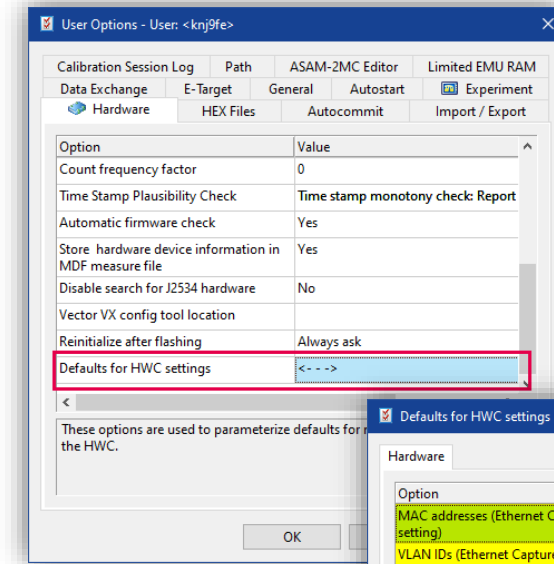 User Options - User: <knj9fe>
Calibration Session Log Path ASAM-2MC Editor Limited EMU RAM
Data Exchange E-Target General Autostart Experiment
Hardware HEX Files Autocommit Import / Export
Option Value
Count frequency factor 0
Time Stamp Plausibility Check Time stamp monotony check: Report
Automatic firmware check Yes
Store hardware device information in Yes
MDF measure file
Disable search for J2534 hardware No
Vector VX config tool location
Reinitialize after flashing Always ask
Defaults for HWC settings <- - ->
These options are used to parameterize defaults for
the HWC.
OK
Defaults for HWC settings
Hardware
Option
MAC addresses (Ethernet
setting)
VLAN IDs (Ethernet Capture